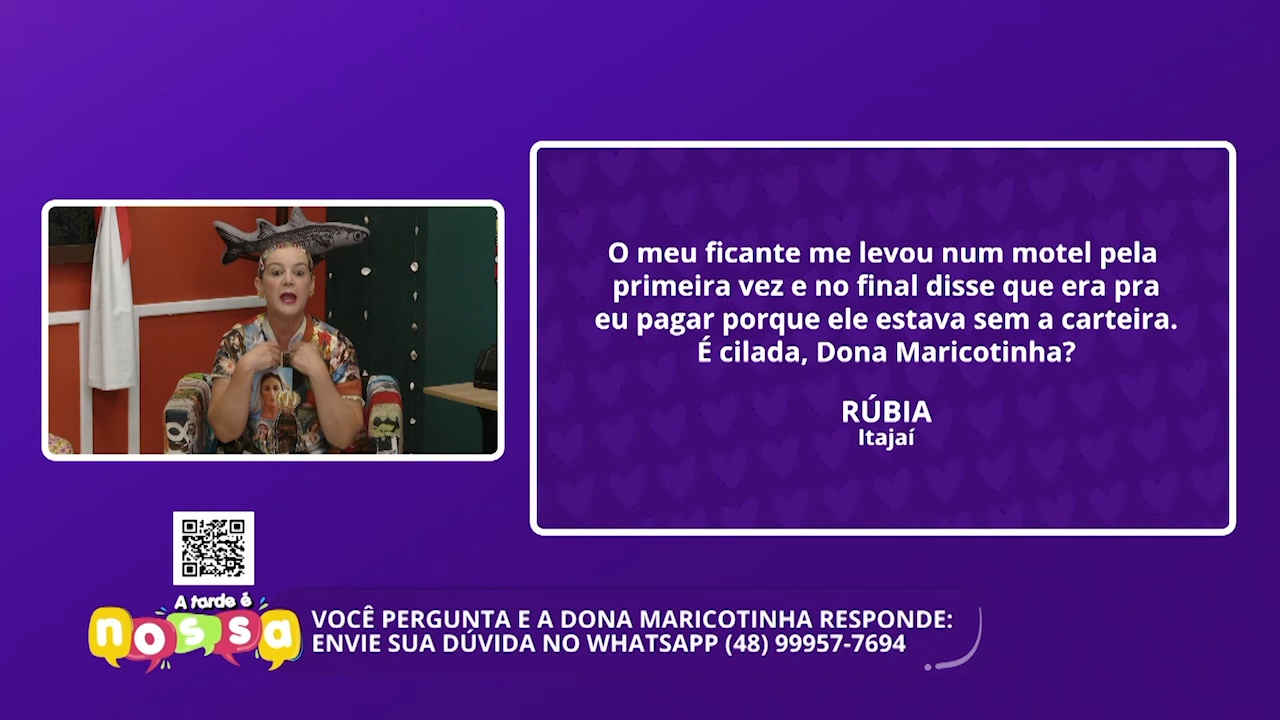 O meu ficante me levou num motel pela
primeira vez e no final disse que era pra
eu pagar porque ele estava sem a carteira.
É cilada, Dona Maricotinha?
RÚBIA
Itajaí
A tarde é
nossa
VOCÊ PERGUNTA E A DONA MARICOTINHA RESPONDE:
ENVIE SUA DÚVIDA NO WHATSAPP (48) 99957-7694